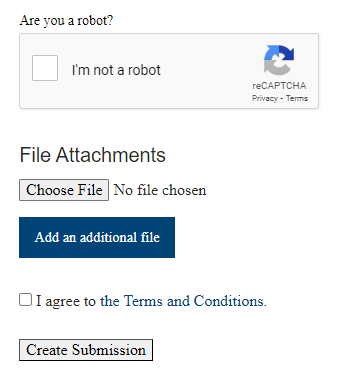 Are you a robot?
I'm not a robot
reCAPTCHA
Privacy - Terms
File Attachments
Choose File No file chosen
Add an additional file
I agree to the Terms and Conditions.
Create Submission